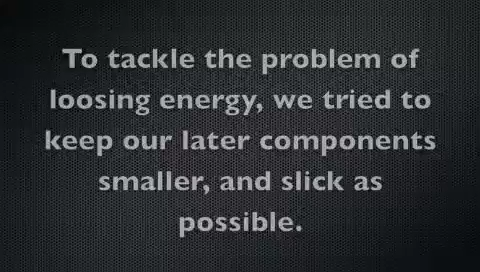 To tackle the problem of
loosing energy, we tried to
keep our later components
smaller, and slick as
possible.